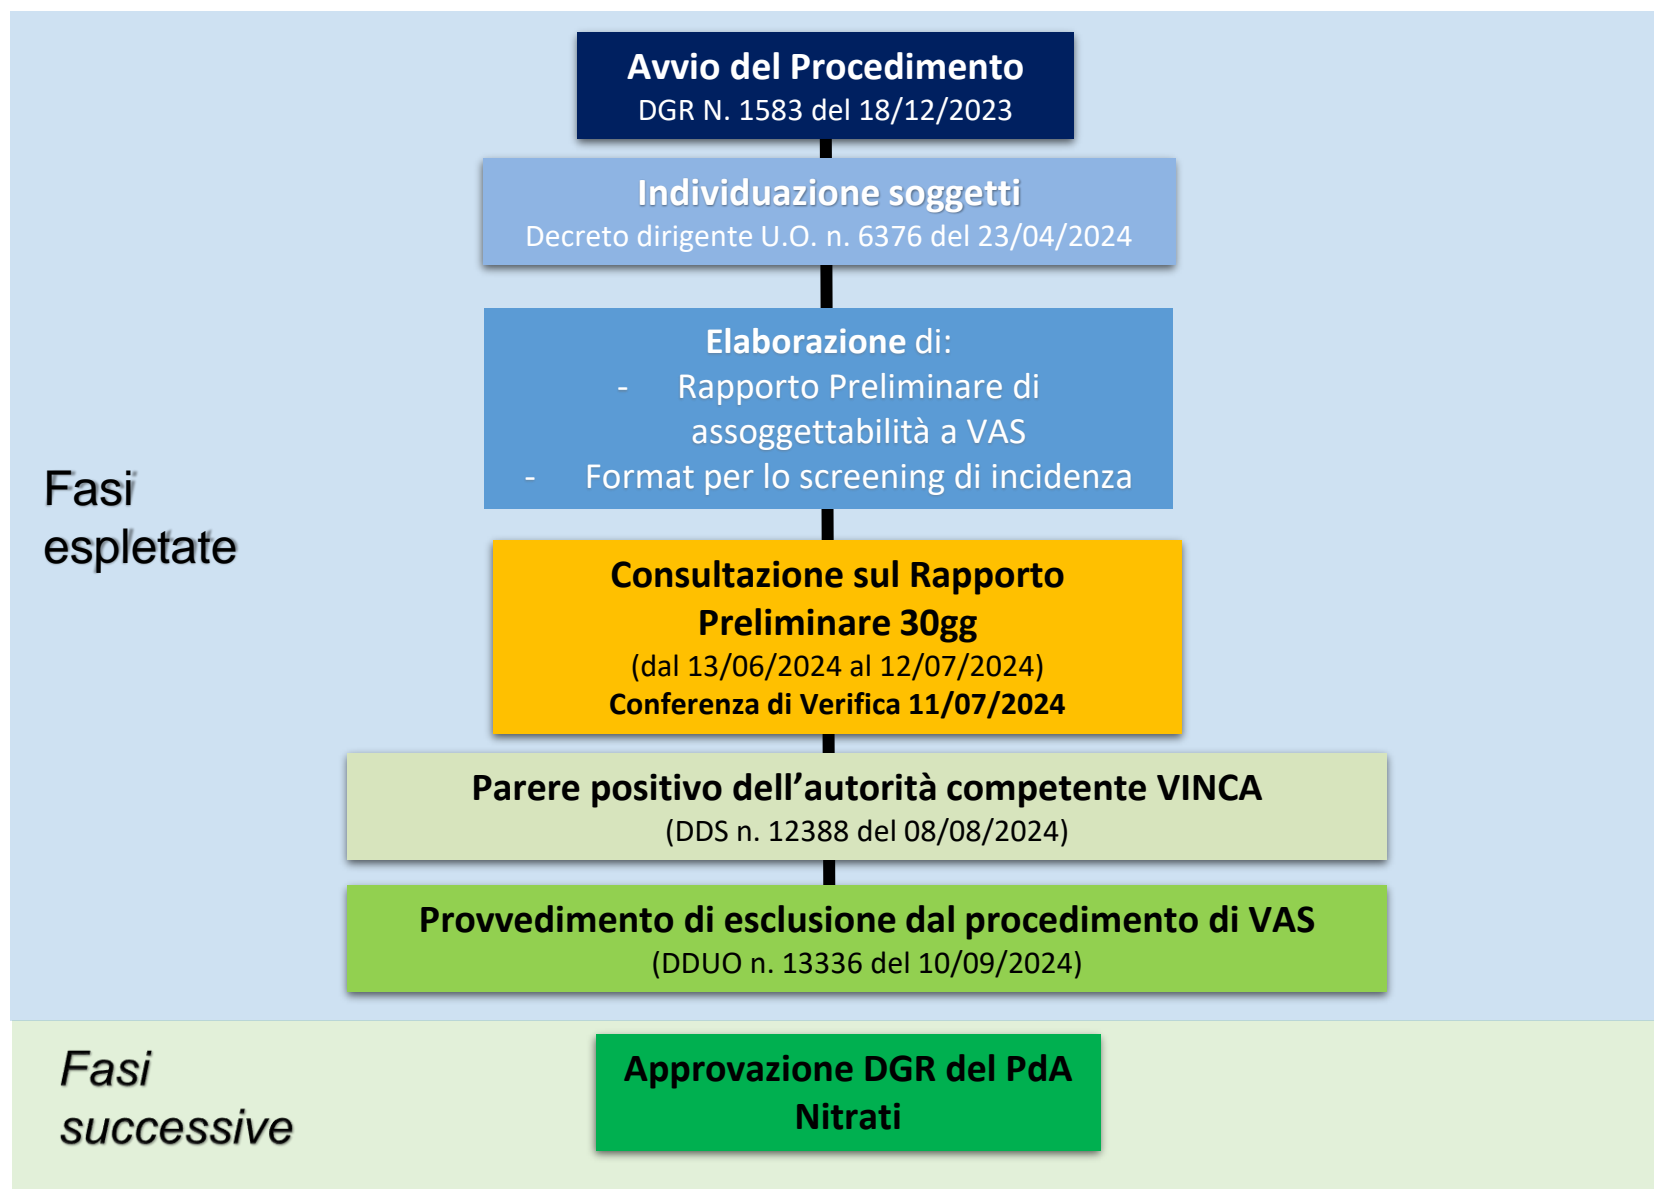 Avvio del Procedimento
DGR N. 1583 del 18/12/2023
Individuazione soggetti
Decreto dirigente U.O. n. 6376 del 23/04/2024
Elaborazione di:
- Rapporto Preliminare di
assoggettabilità a VAS
- Format per lo screening di incidenza
Fasi
espletate
Consultazione sul Rapporto
Preliminare 30gg
(dal 13/06/2024 al 12/07/2024)
Conferenza di Verifica 11/07/2024
Parere positivo dell’autorità competente VINCA
(DDS n. 12388 del 08/08/2024)
Provvedimento di esclusione dal procedimento di VAS
(DDUO n. 13336 del 10/09/2024)
Fasi
successive
Approvazione DGR del PdA
Nitrati